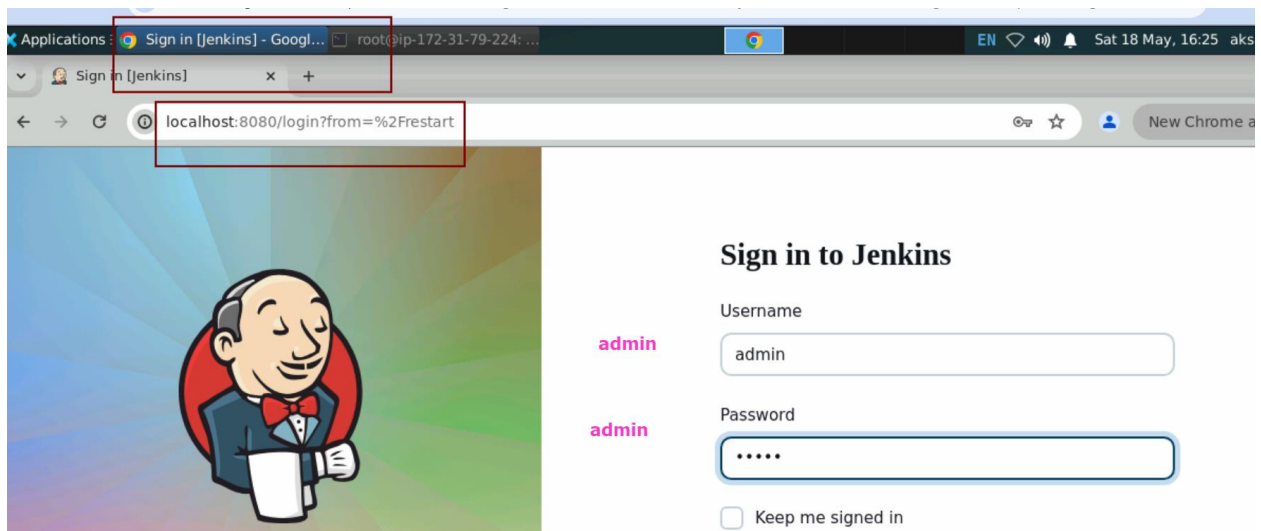 Applications : Sign in [Jenkins] - Googl... root@ip-172-31-79-224: ... EN Sat 18 May, 16:25 aks
Sign in [Jenkins] × +
localhost:8080/login?from=%2Frestart New Chrome a
Sign in to Jenkins
Username
admin admin
Password
admin •••••
Keep me signed in